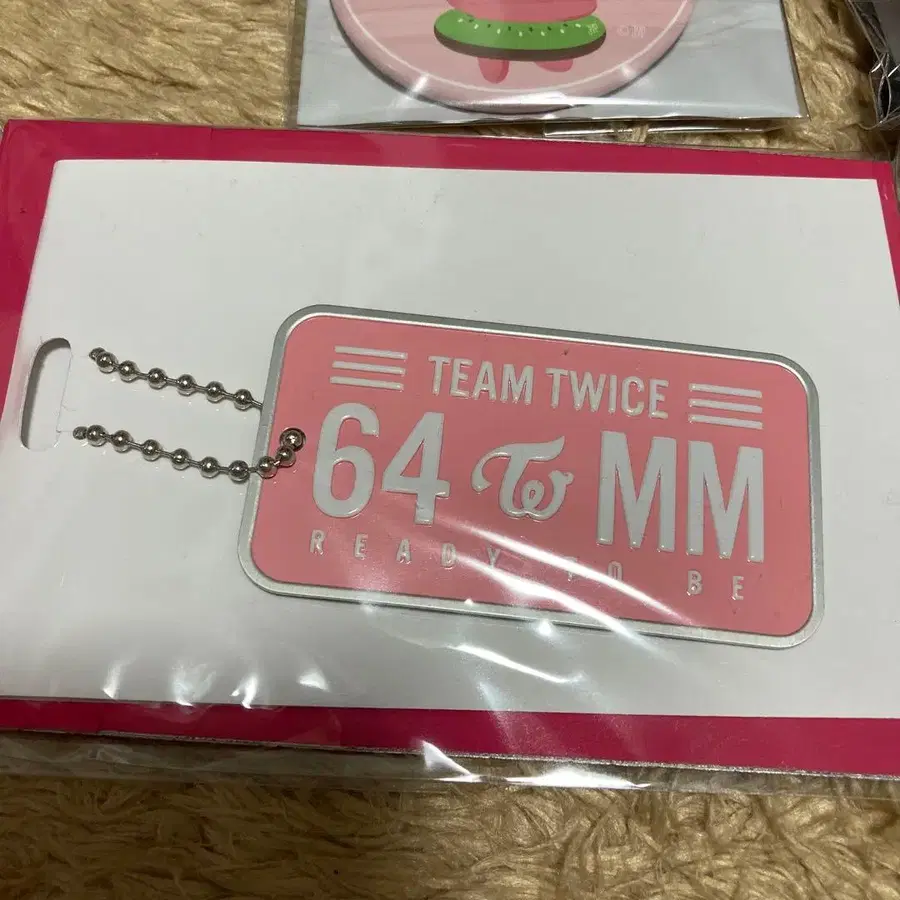 TEAM TWICE
64 MM
READY TO BE